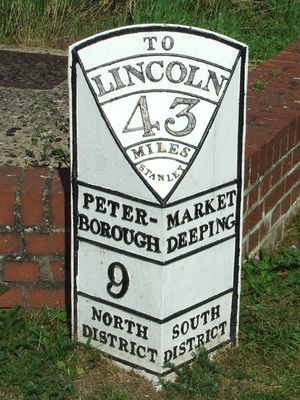 TO
LINCOLN
43
MILES
STANLEY
PETER-
BOROUGH
9
NORTH
DISTRICT
MARKET
DEEPING
SOUTH
DISTRICT